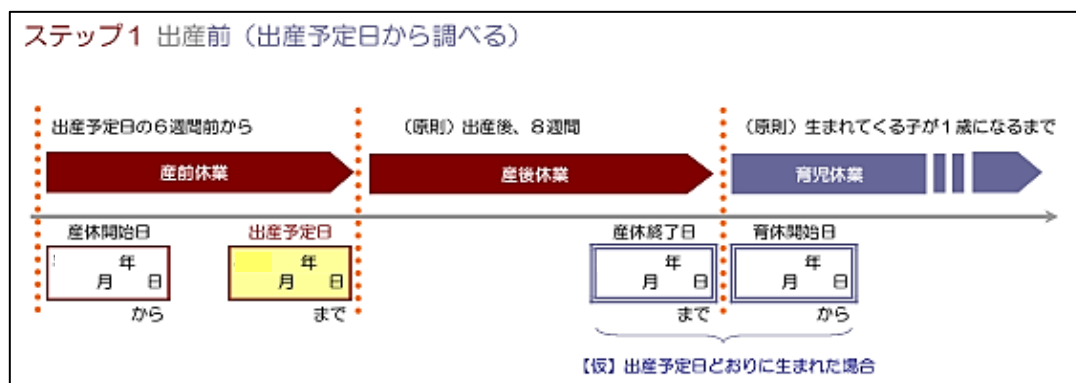 ステップ1 出産前（出産予定日から調べる）
出産予定日の6週間前から
（原則）出産後、8週間
（原則）生まれてくる子が1歳になるまで
産前休業
産後休業
育児休業
産休開始日
出産予定日
産休終了日
育休開始日
年 年 年 年
月 日 月 日 月 日 月 日
から まで まで から
【仮】出産予定日どおりに生まれた場合